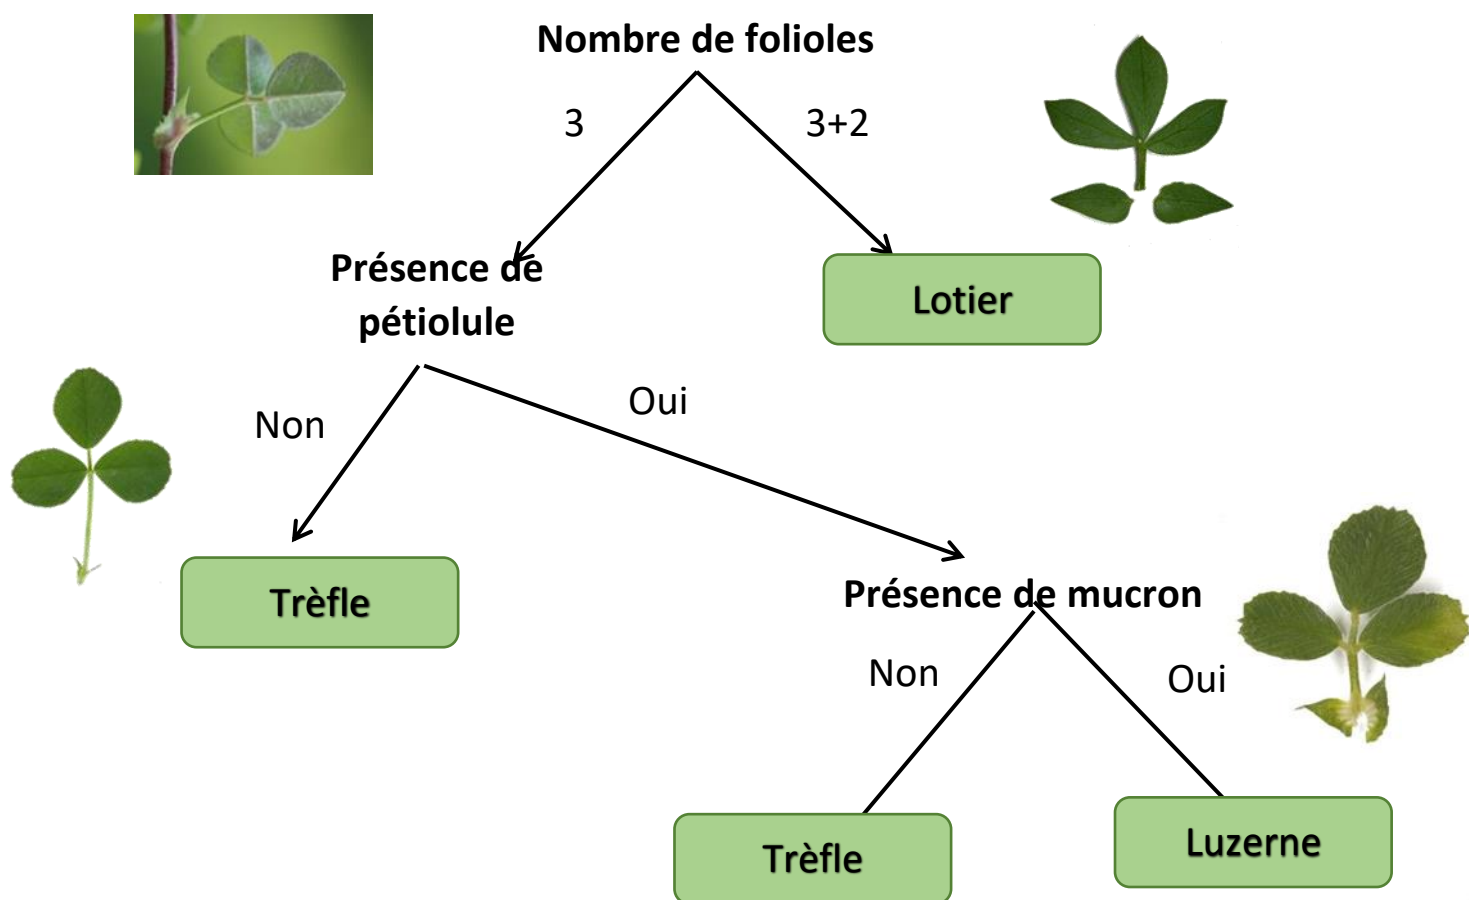 Nombre de folioles
3
3+2
Présence de
pétiolule
Lotier
Non
Oui
Trèfle
Présence de mucron
Non
Oui
Trèfle
Luzerne